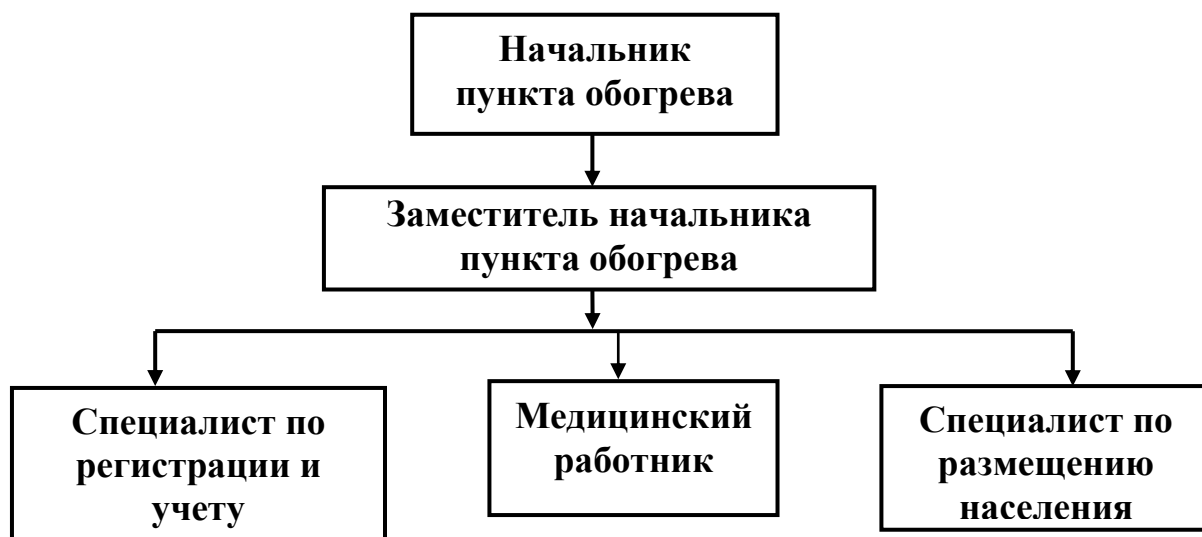 Начальник
пункта обогрева
Заместитель начальника
пункта обогрева
Специалист по
регистрации и
учету
Медицинский
работник
Специалист по
размещению
населения